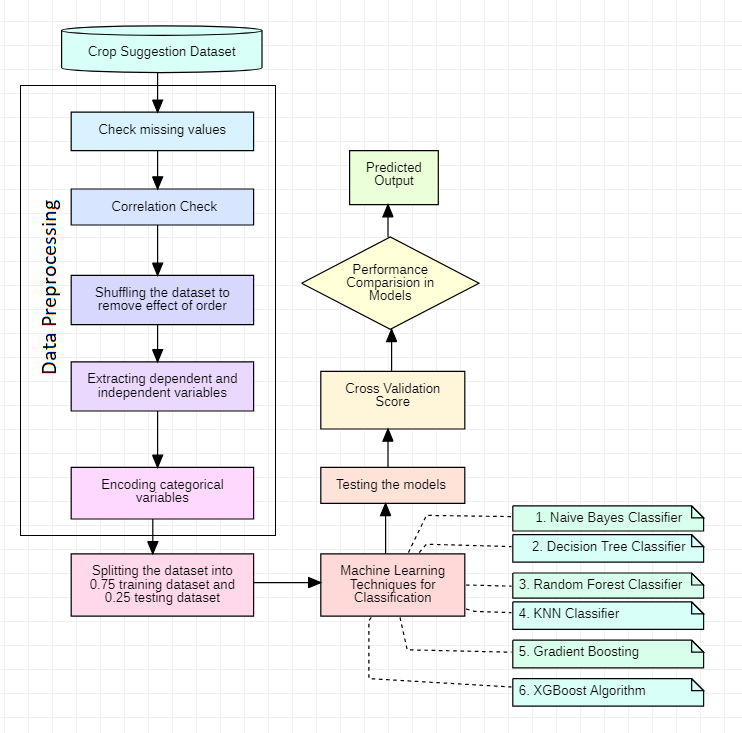 Crop Suggestion Dataset
Data Preprocessing
Check missing values
Correlation Check
Shuffling the dataset to
remove effect of order
Extracting dependent and
independent variables
Encoding categorical
variables
Splitting the dataset into
0.75 training dataset and
0.25 testing dataset
Machine Learning
Techniques for
Classification
1. Naive Bayes Classifier
2. Decision Tree Classifier
3. Random Forest Classifier
4. KNN Classifier
5. Gradient Boosting
6. XGBoost Algorithm
Testing the models
Cross Validation
Score
Performance
Comparision in
Models
Predicted
Output